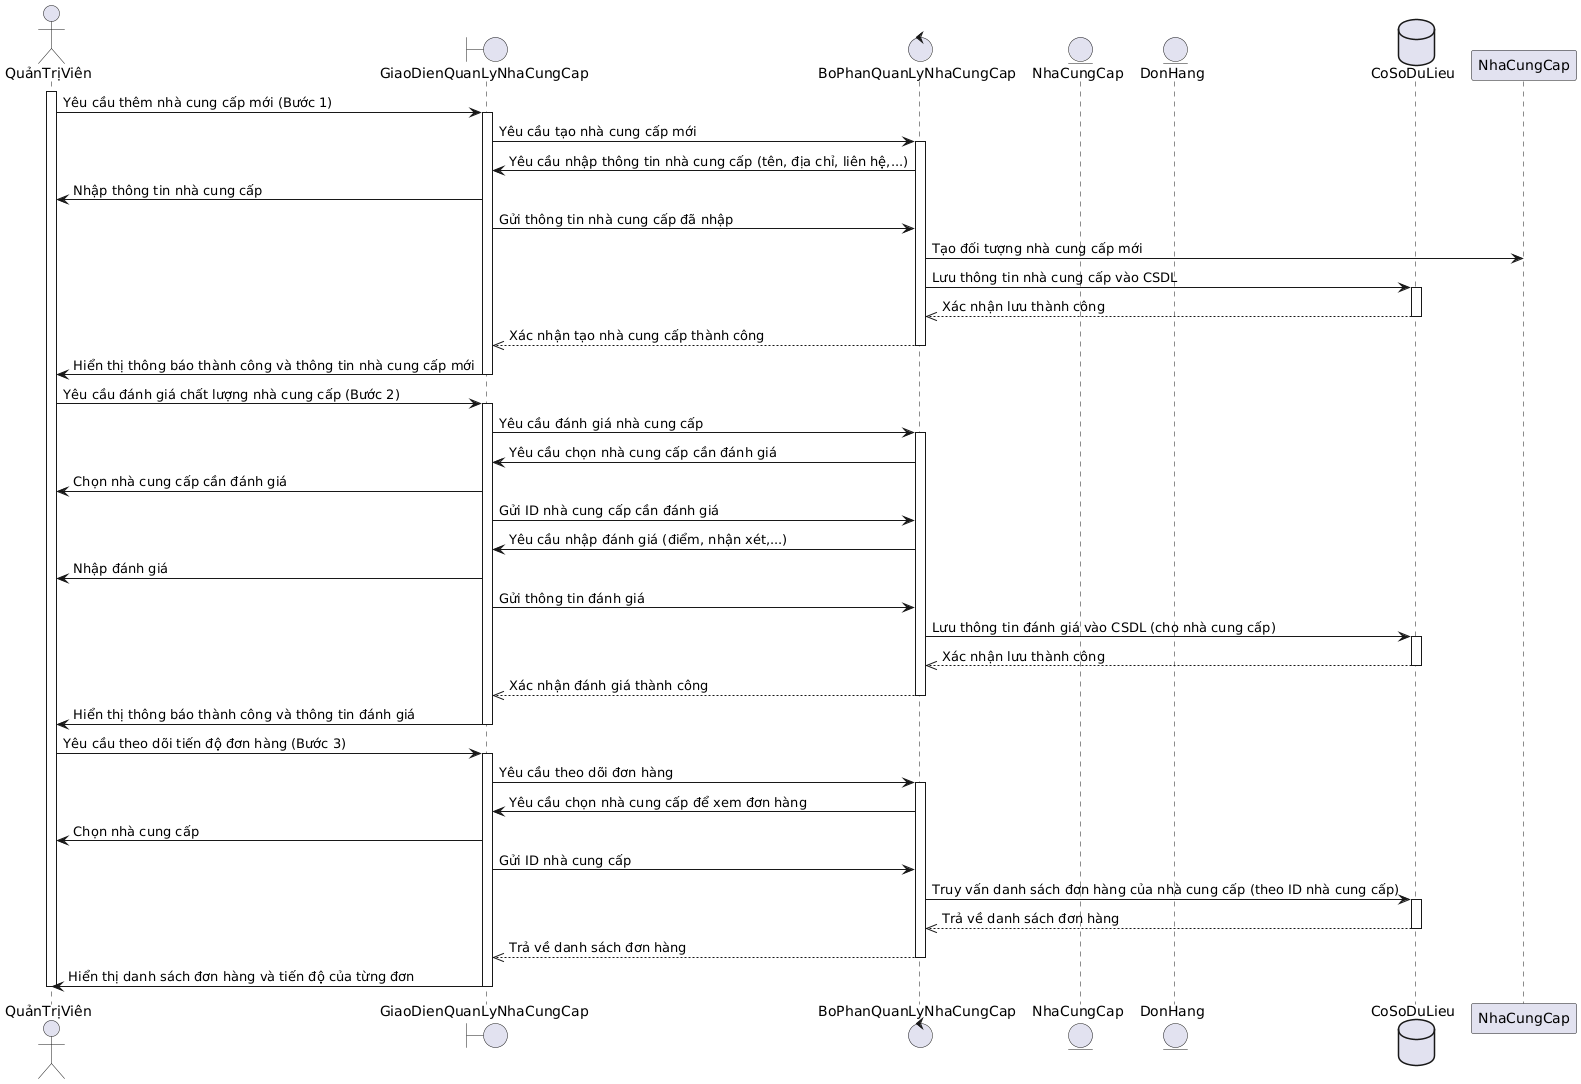 QuảnTrịViên
GiaoDienQuanLyNhaCungCap
BoPhanQuanLyNhaCungCap
NhaCungCap
DonHang
CoSoDuLieu
NhaCungCap
Yêu cầu thêm nhà cung cấp mới (Bước 1)
Yêu cầu tạo nhà cung cấp mới
Yêu cầu nhập thông tin nhà cung cấp (tên, địa chỉ, liên hệ,...)
Nhập thông tin nhà cung cấp
Gửi thông tin nhà cung cấp đã nhập
Tạo đối tượng nhà cung cấp mới
Lưu thông tin nhà cung cấp vào CSDL
Xác nhận lưu thành công
Xác nhận tạo nhà cung cấp thành công
Hiển thị thông báo thành công và thông tin nhà cung cấp mới
Yêu cầu đánh giá chất lượng nhà cung cấp (Bước 2)
Yêu cầu đánh giá nhà cung cấp
Yêu cầu chọn nhà cung cấp cần đánh giá
Chọn nhà cung cấp cần đánh giá
Gửi ID nhà cung cấp cần đánh giá
Yêu cầu nhập đánh giá (điểm, nhận xét,...)
Nhập đánh giá
Gửi thông tin đánh giá
Lưu thông tin đánh giá vào CSDL (cho nhà cung cấp)
Xác nhận lưu thành công
Xác nhận đánh giá thành công
Hiển thị thông báo thành công và thông tin đánh giá
Yêu cầu theo dõi tiến độ đơn hàng (Bước 3)
Yêu cầu theo dõi đơn hàng
Yêu cầu chọn nhà cung cấp để xem đơn hàng
Chọn nhà cung cấp
Gửi ID nhà cung cấp
Truy vấn danh sách đơn hàng của nhà cung cấp (theo ID nhà cung cấp)
Trả về danh sách đơn hàng
Trả về danh sách đơn hàng
Hiển thị danh sách đơn hàng và tiến độ của từng đơn
QuảnTrịViên
GiaoDienQuanLyNhaCungCap
BoPhanQuanLyNhaCungCap
NhaCungCap
DonHang
CoSoDuLieu
NhaCungCap